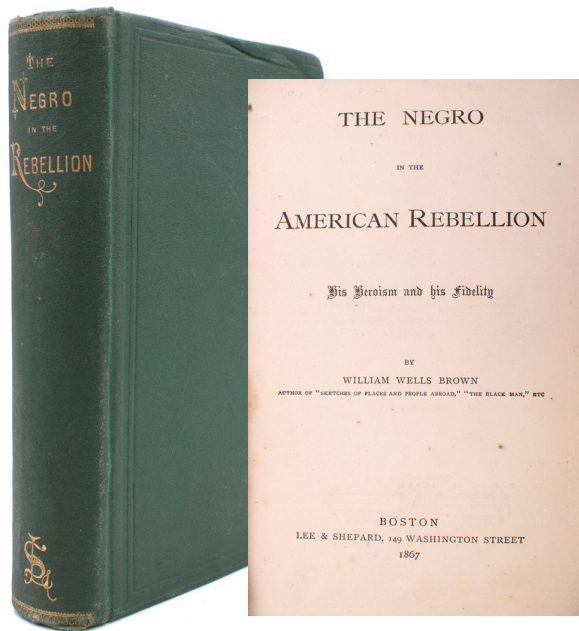 THE
NEGRO
IN THE
REBELLION
LS
THE NEGRO
IN THE
AMERICAN REBELLION
His Heroism and his Fidelity
BY
WILLIAM WELLS BROWN
AUTHOR OF "SKETCHES OF PLACES AND PEOPLE ABROAD," "THE BLACK MAN," ETC
BOSTON
LEE & SHEPARD, 149 WASHINGTON STREET
1867